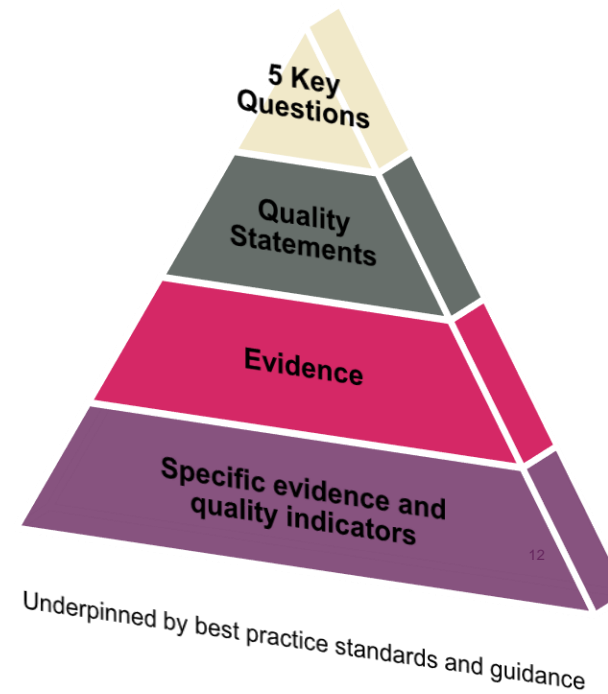 5 Key
Questions
Quality
Statements
Evidence
Specific evidence and
quality indicators
12
Underpinned by best practice standards and guidance